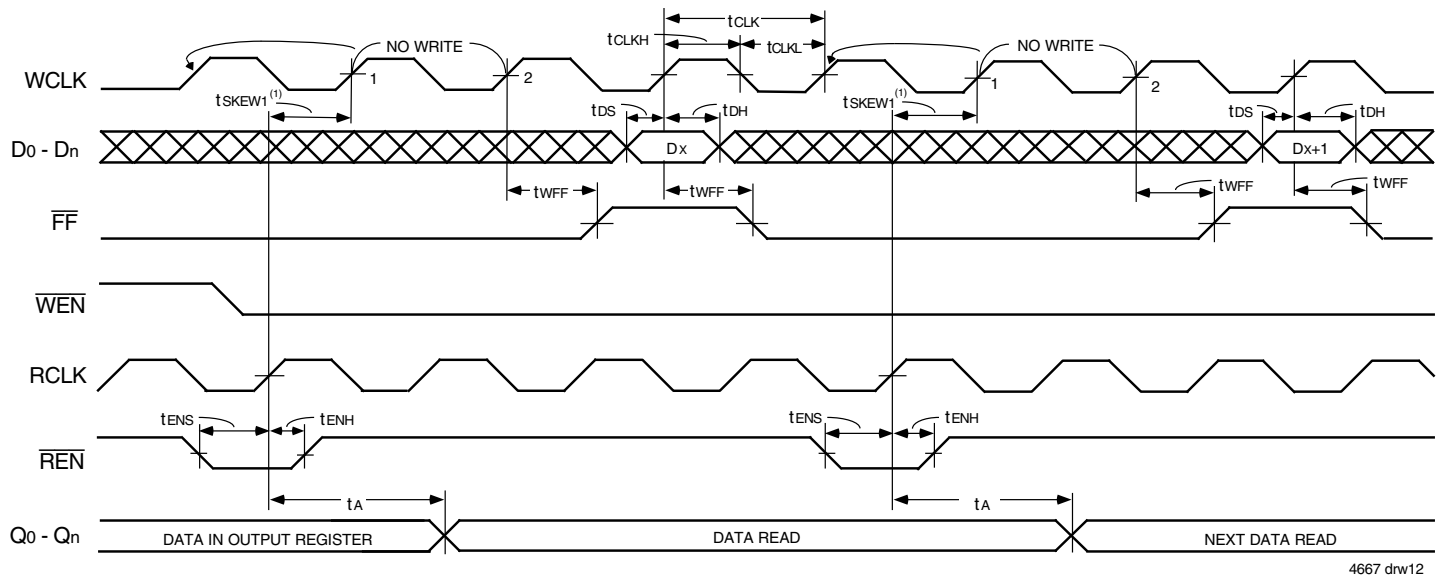 tCLK
NO WRITE tCLKH tCLKL NO WRITE
WCLK 1 2 1 2
tSKEW1(1) tDS tDH tSKEW1(1) tDS tDH
D0 - Dn Dx Dx+1
tWFF tWFF tWFF tWFF
FF
WEN
RCLK
tENS tENH tENS tENH
REN
tA tA
Q0 - Qn DATA IN OUTPUT REGISTER DATA READ NEXT DATA READ
4667 drw12